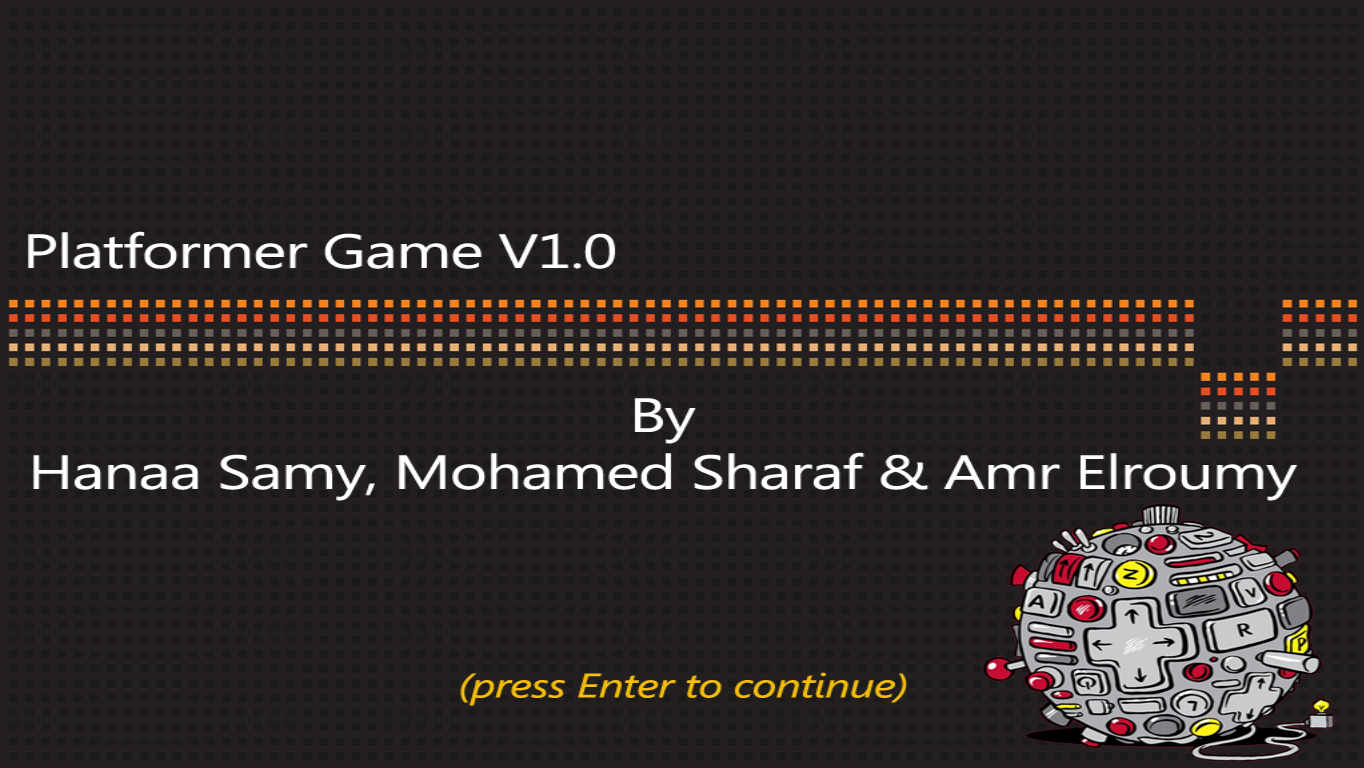 Platformer Game V1.0
By
Hanaa Samy, Mohamed Sharaf & Amr Elroumy
Z
A
V
R
P
(press Enter to continue)